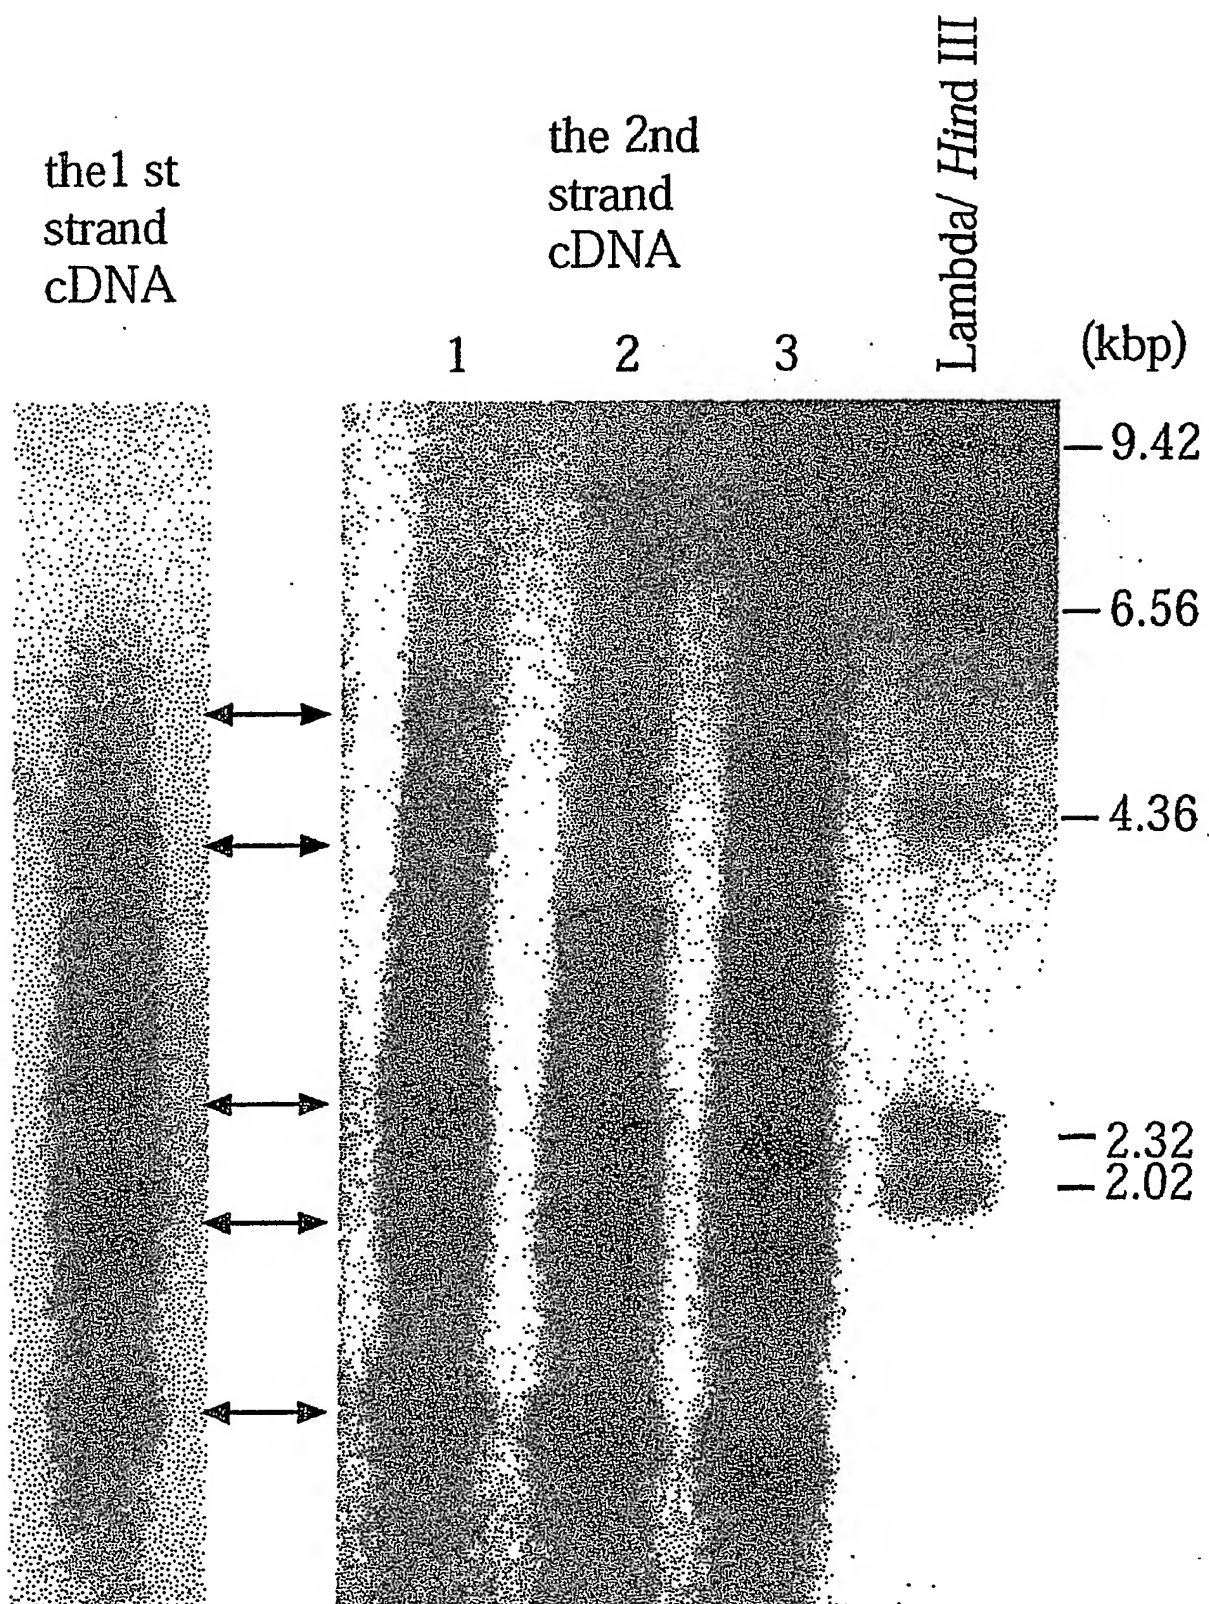 the1 st
strand
cDNA
the 2nd
strand
cDNA
Lambda/ Hind III
1 2 3
(kbp)
9.42
6.56
4.36
2.32
2.02